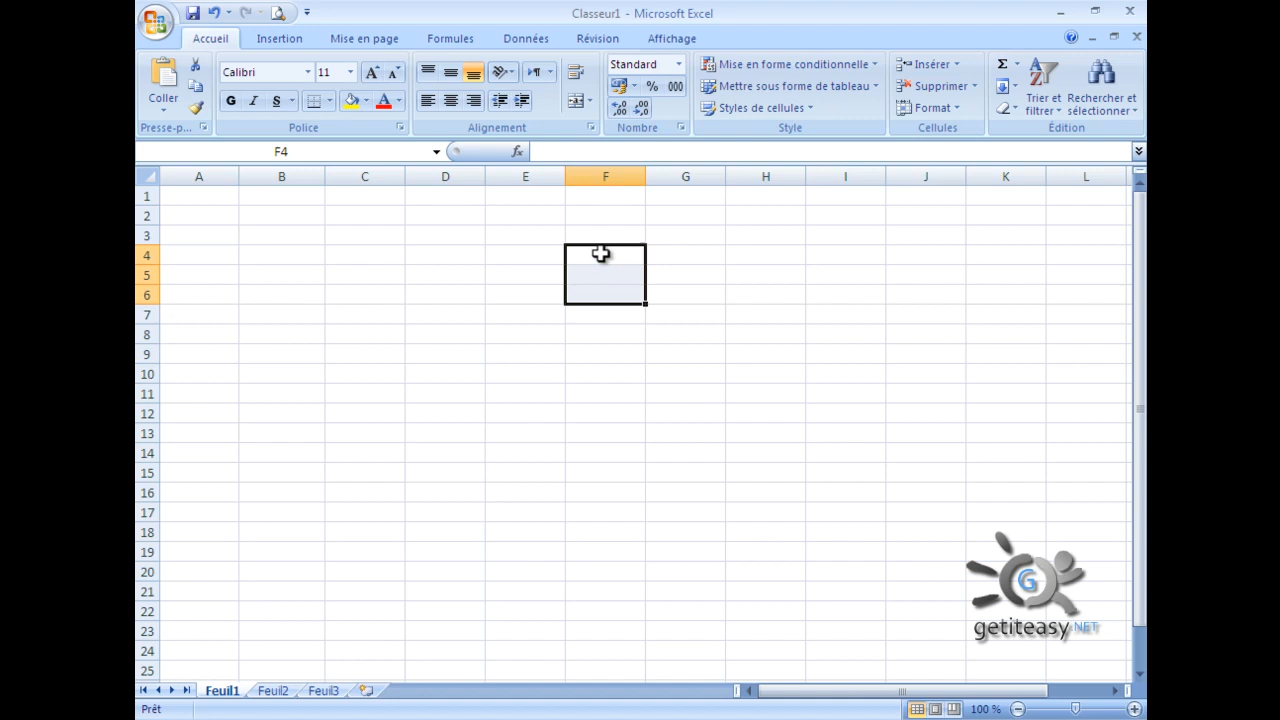 Classeur1 - Microsoft Excel
Accueil Insertion Mise en page Formules Données Révision Affichage
Coller
Presse-p...
Calibri 11
G I S
Police
Alignement
Standard
% 000
Nombre
Mise en forme conditionnelle
Mettre sous forme de tableau
Styles de cellules
Style
Insérer
Supprimer
Format
Cellules
Σ
Trier et filtrer
Rechercher et sélectionner
Édition
F4 fx
A B C D E F G H I J K L
1
2
3
4
5
6
7
8
9
10
11
12
13
14
15
16
17
18
19
20
21
22
23
24
25
G
getiteasy.NET
Feuil1 Feuil2 Feuil3
Prêt 100 %